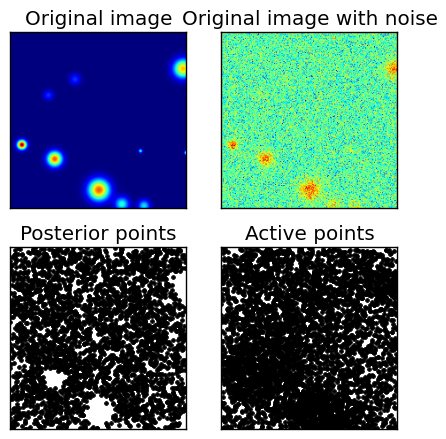 Original image
Original image with noise
Posterior points
Active points